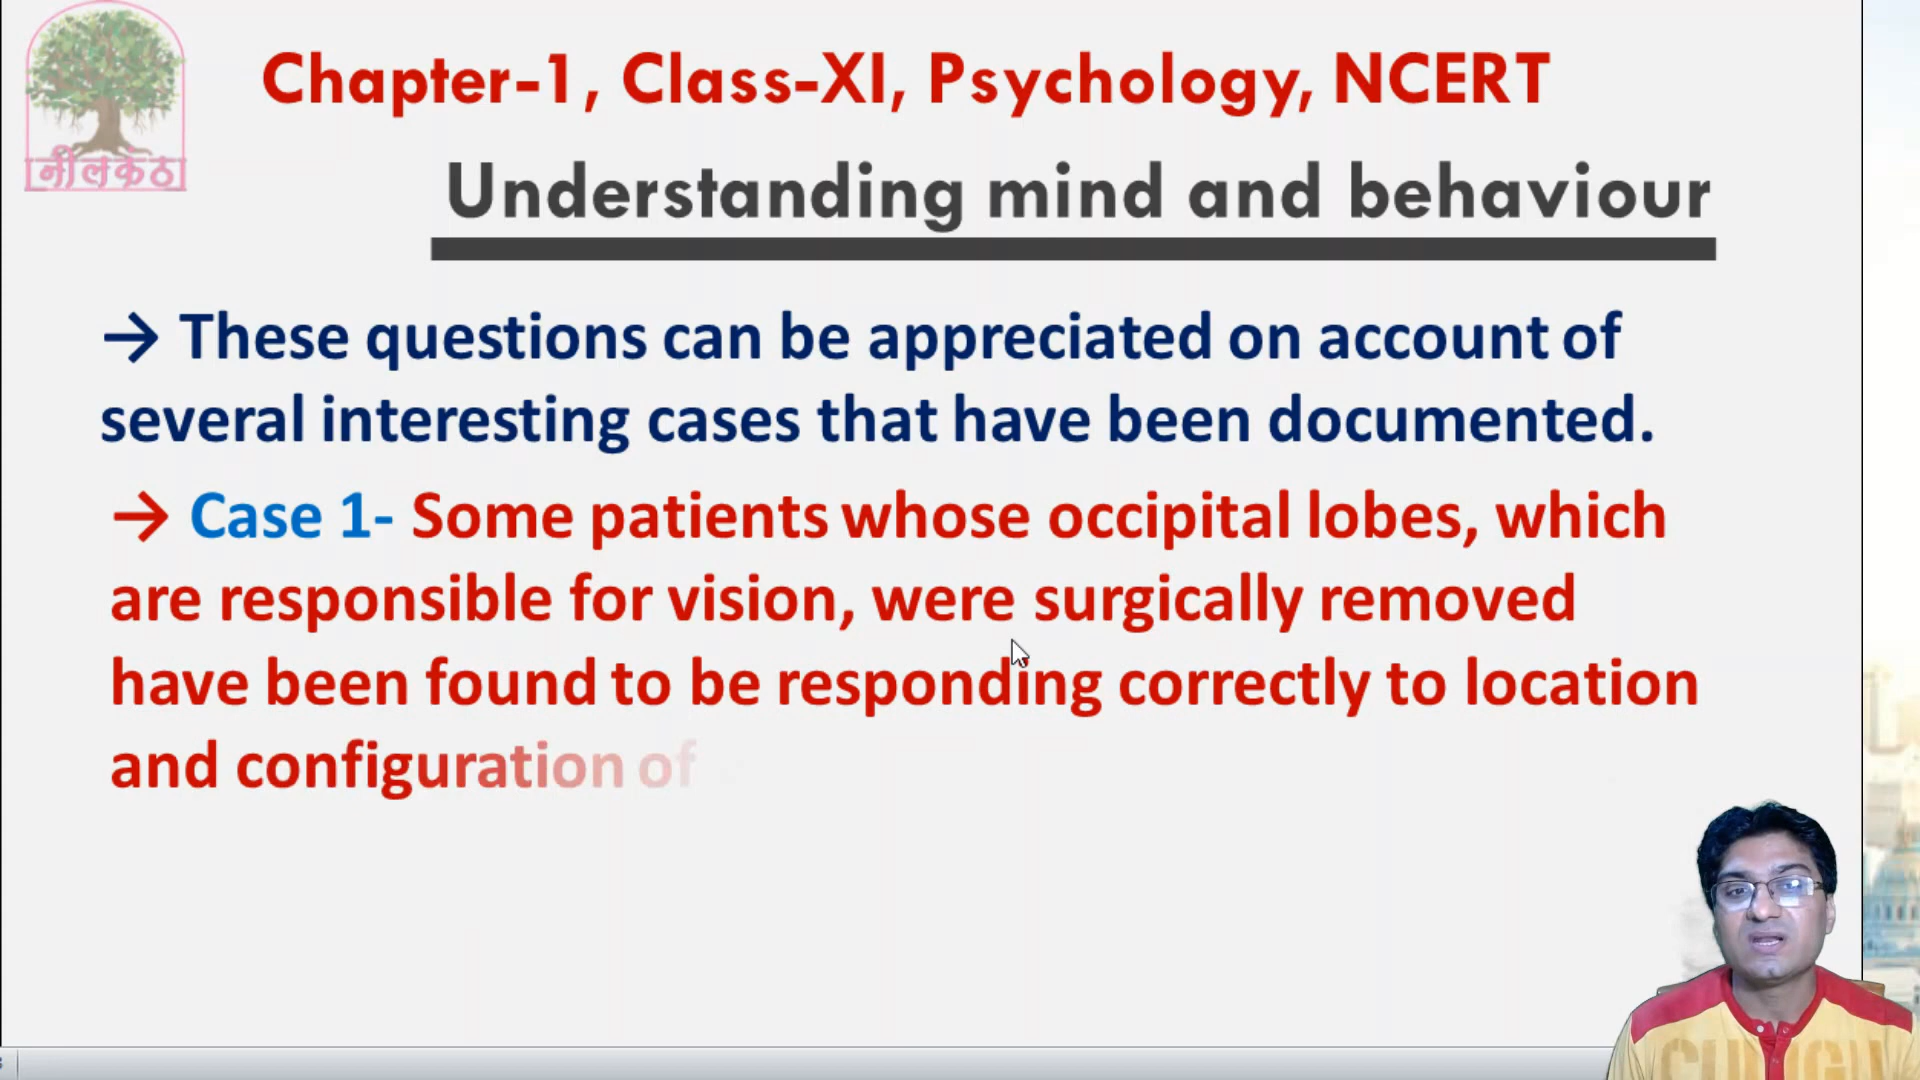 नीलकंठ
Chapter-1, Class-XI, Psychology, NCERT
Understanding mind and behaviour
→ These questions can be appreciated on account of
several interesting cases that have been documented.
→ Case 1- Some patients whose occipital lobes, which
are responsible for vision, were surgically removed
have been found to be responding correctly to location
and configuration of